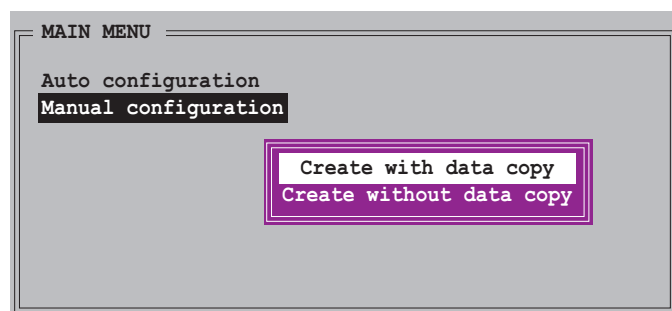 MAIN MENU
Auto configuration
Manual configuration
Create with data copy
Create without data copy